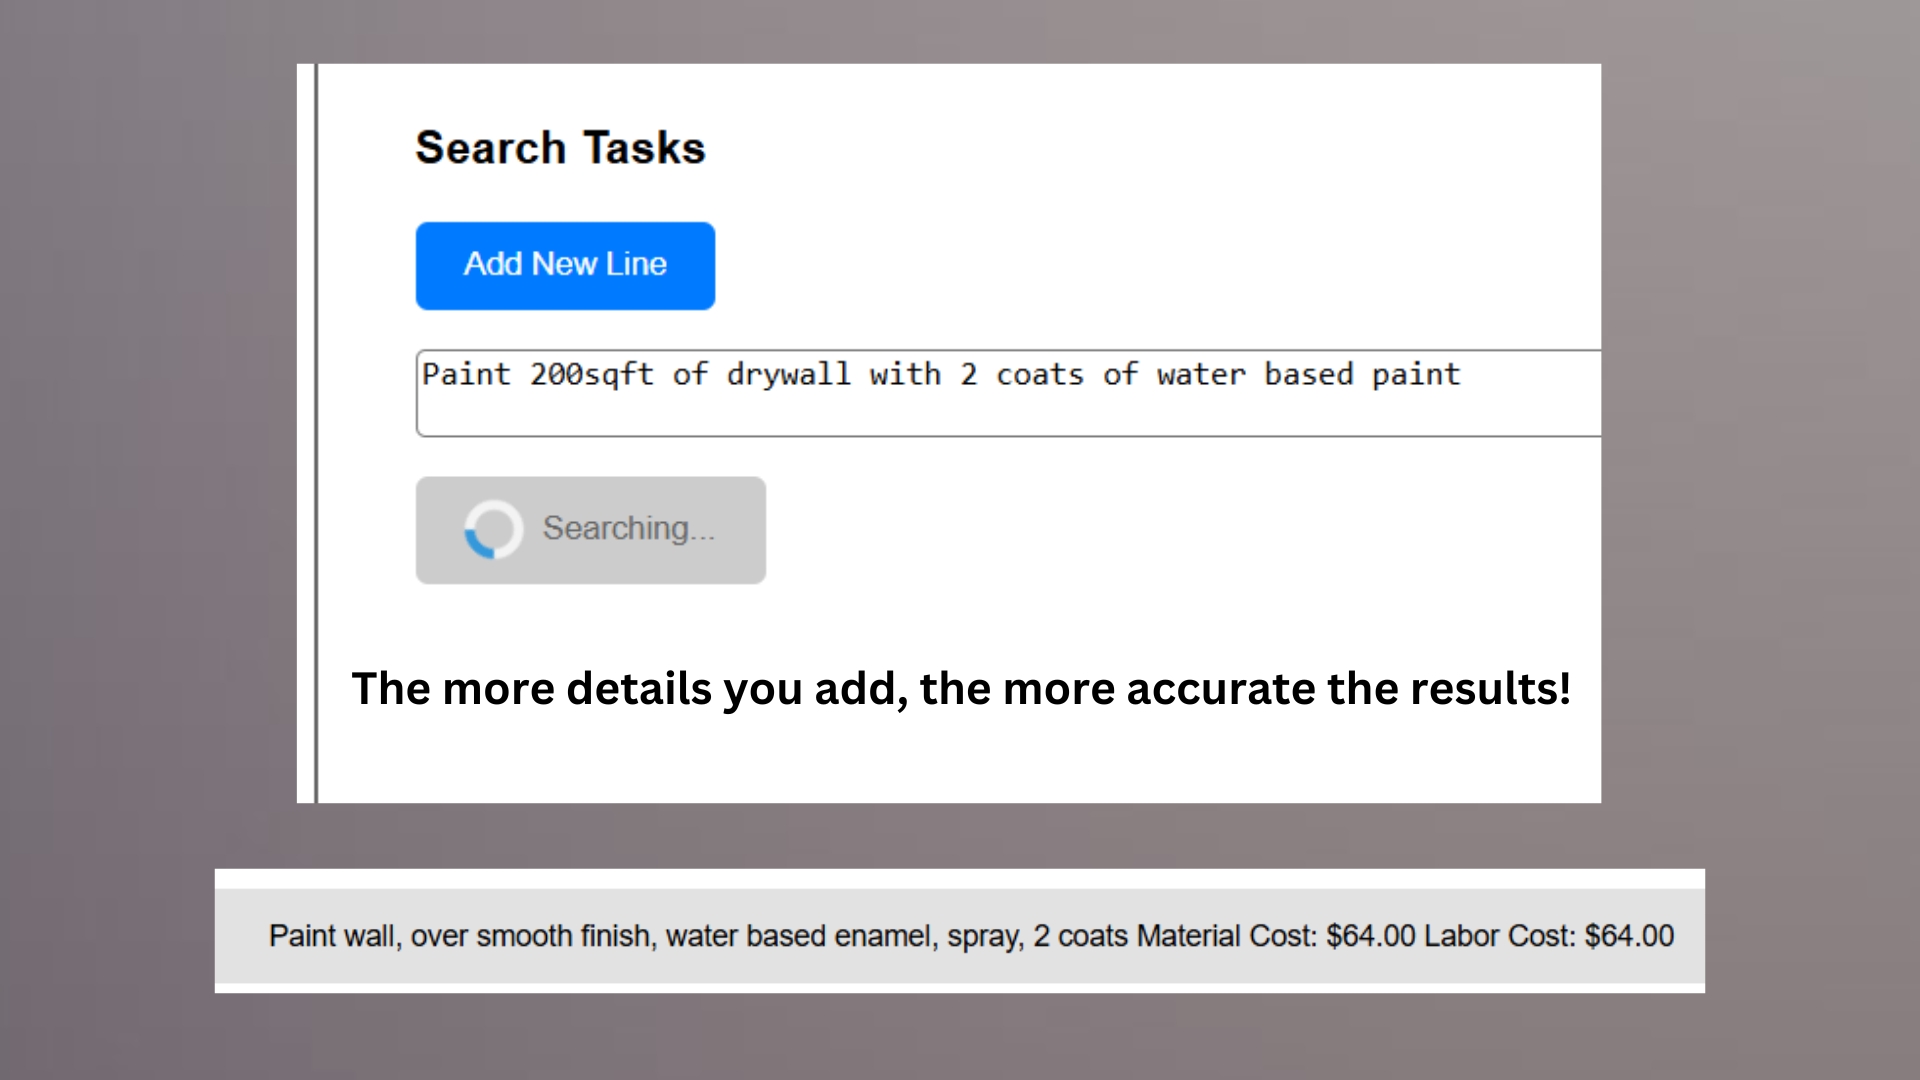 Search Tasks
Add New Line
Paint 200sqft of drywall with 2 coats of water based paint
Searching...
The more details you add, the more accurate the results!
Paint wall, over smooth finish, water based enamel, spray, 2 coats Material Cost: $64.00 Labor Cost: $64.00